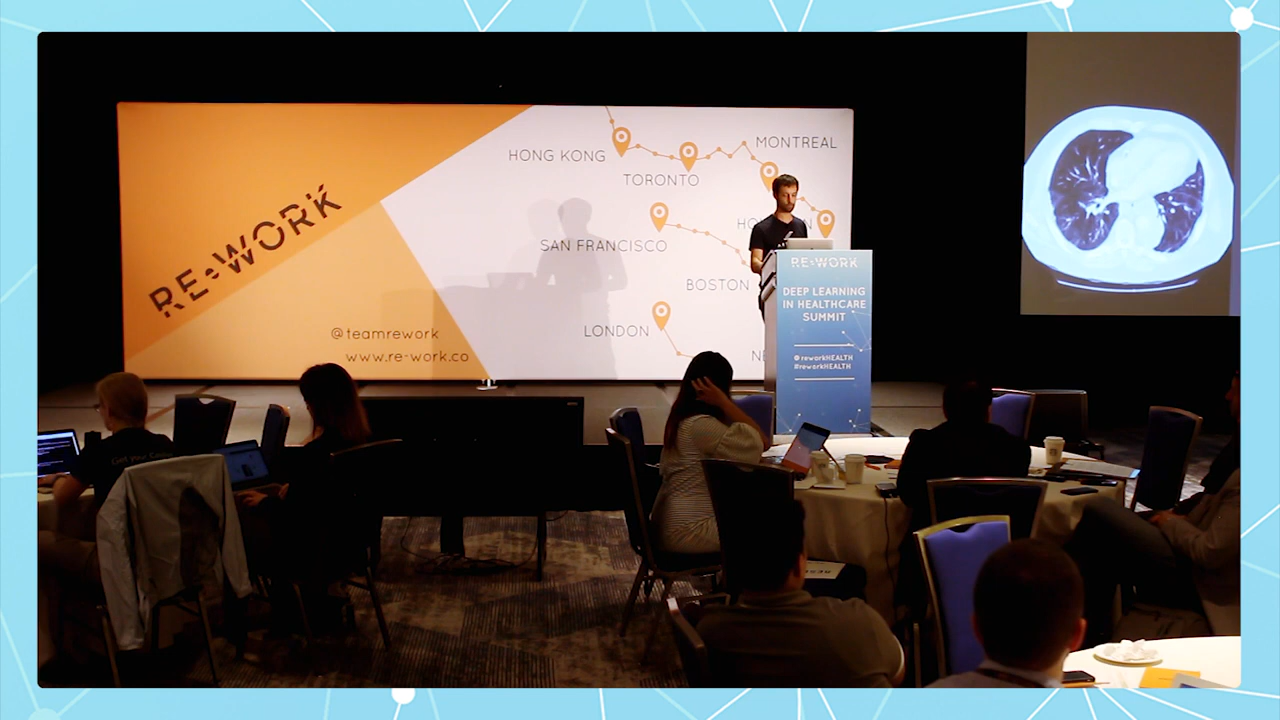 RE•WORK
@teamrework
www.re-work.co
HONG KONG
TORONTO
MONTREAL
SAN FRANCISCO
BOSTON
LONDON
RE•WORK
DEEP LEARNING
IN HEALTHCARE
SUMMIT
@reworkHEALTH
#reworkHEALTH